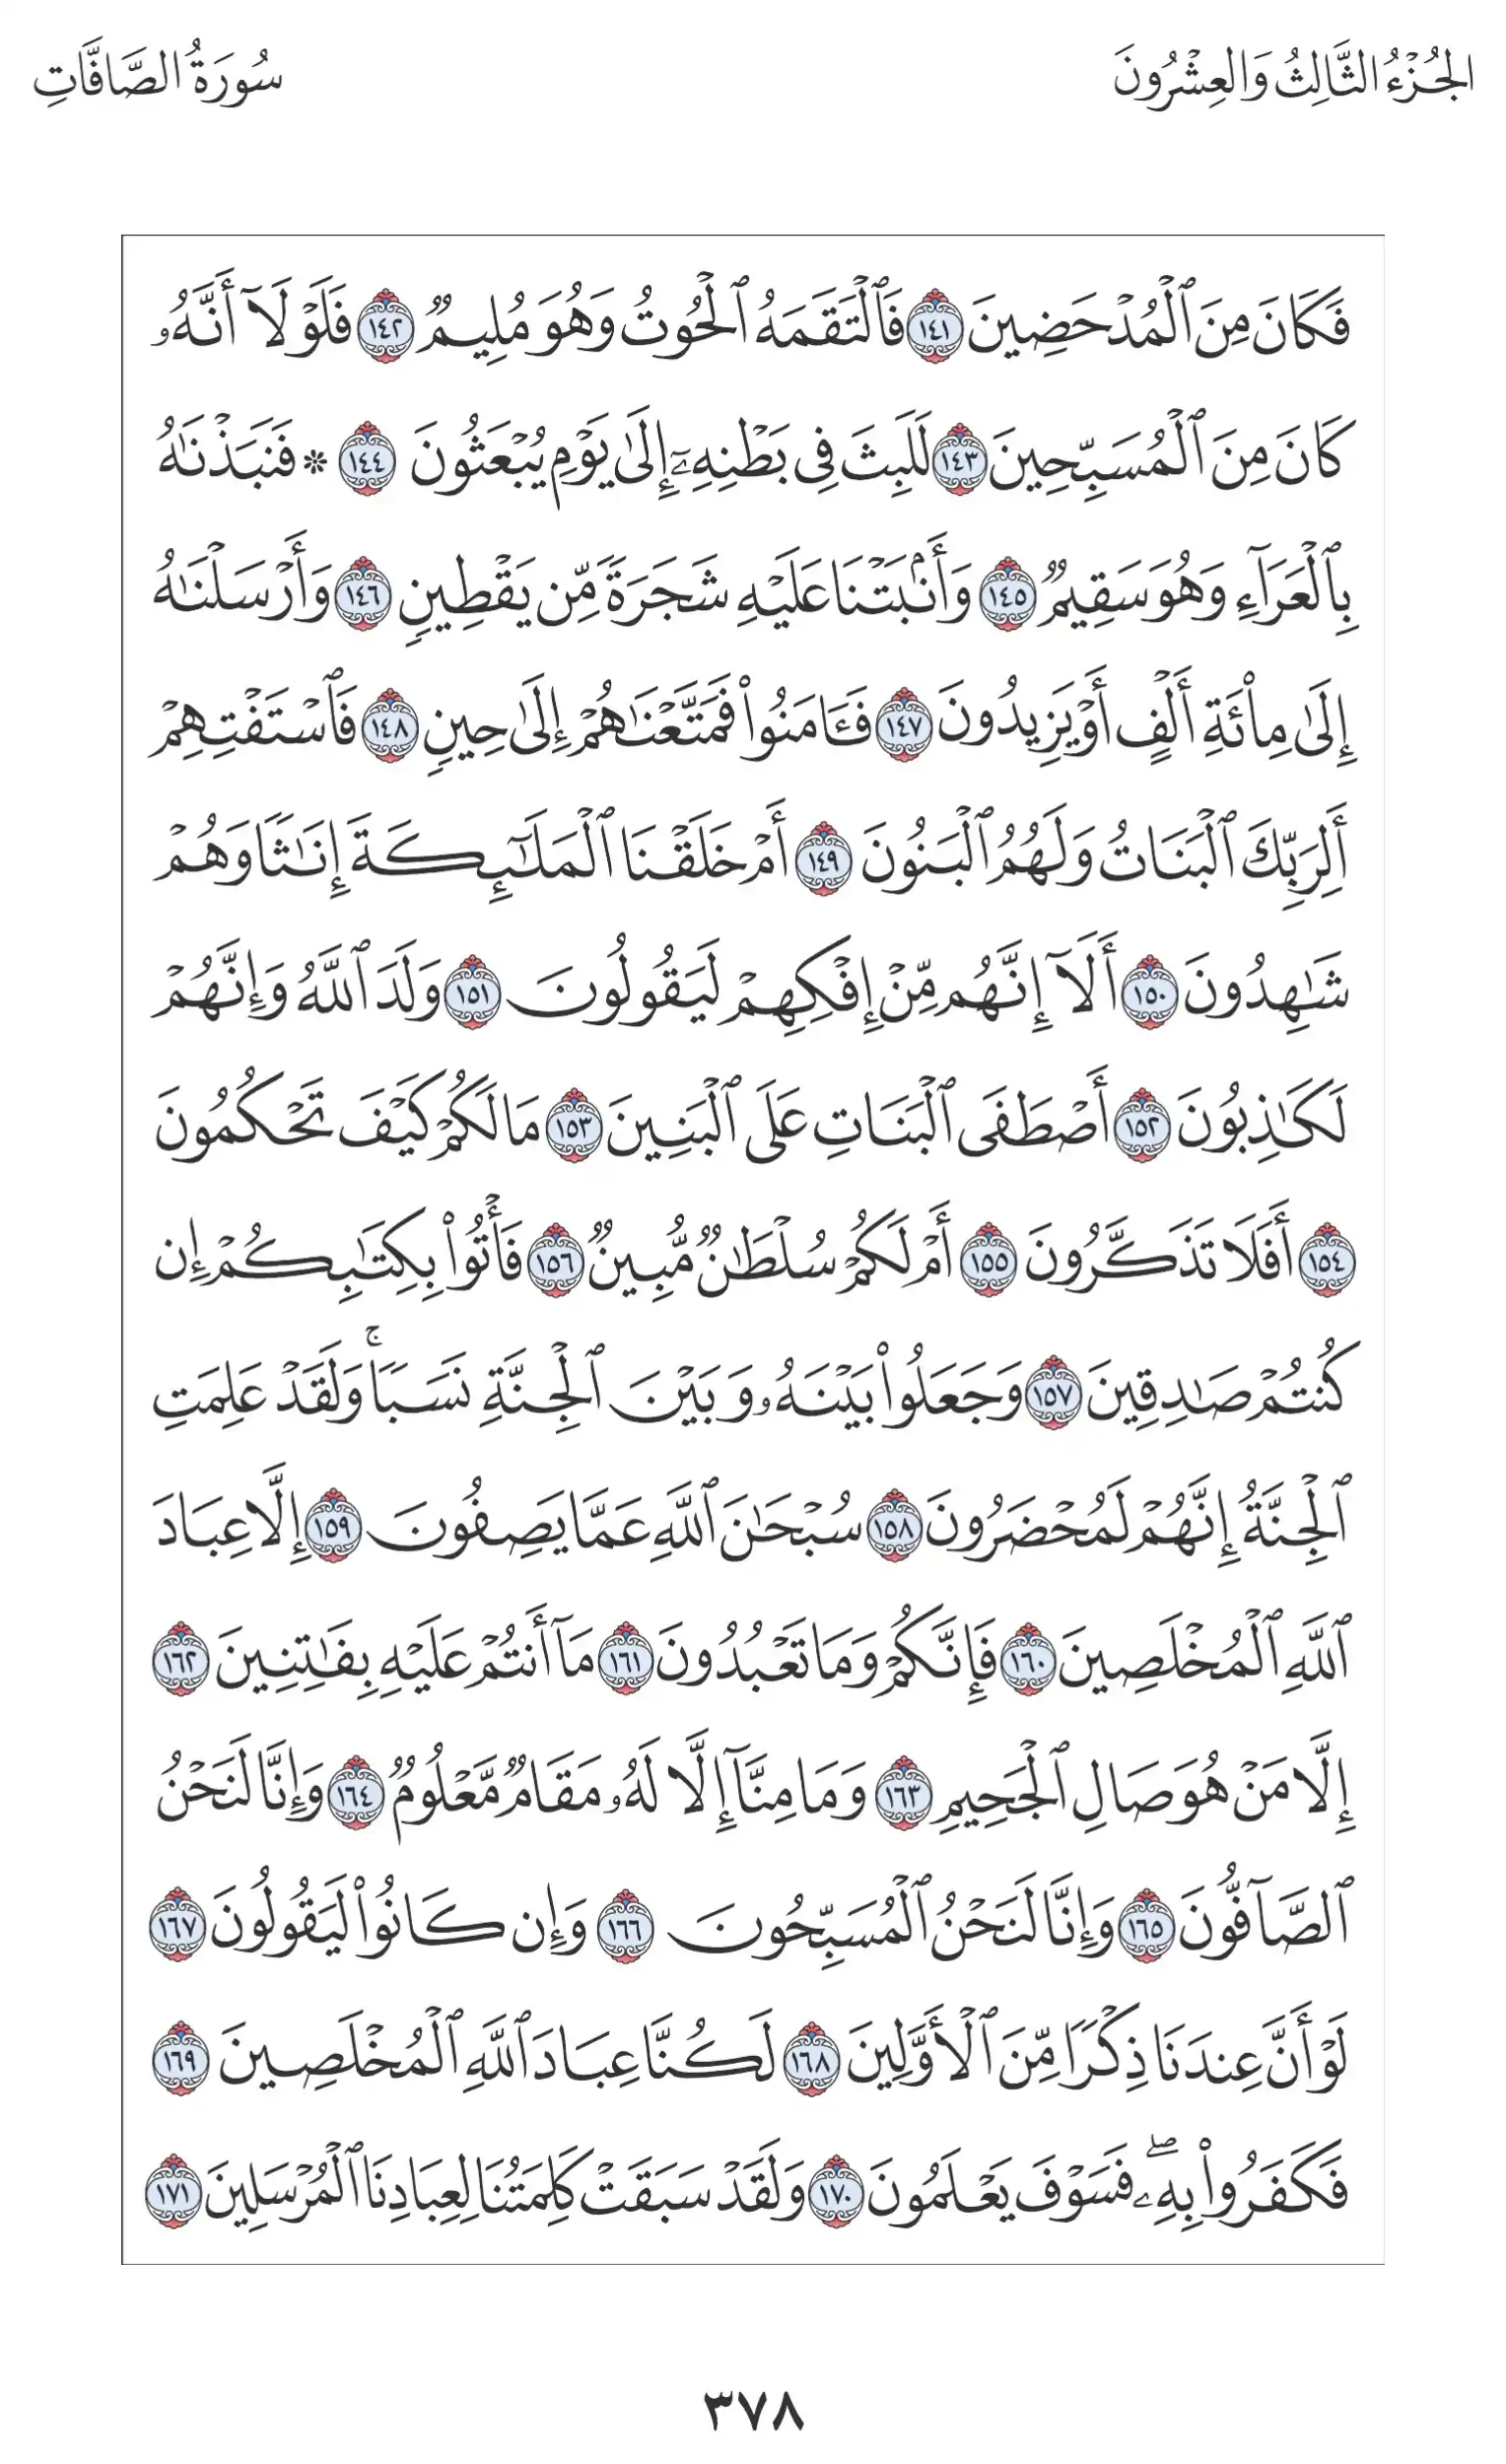 الجُزْءُ الثَّالِثُ وَالعِشْرُونَ
سُورَةُ الصَّافَّاتِ
فَكَانَ مِنَ ٱلْمُدْحَضِينَ ١٤١ فَٱلْتَقَمَهُ ٱلْحُوتُ وَهُوَ مُلِيمٌ ١٤٢ فَلَوْلَآ أَنَّهُۥ
كَانَ مِنَ ٱلْمُسَبِّحِينَ ١٤٣ لَلَبِثَ فِى بَطْنِهِۦٓ إِلَىٰ يَوْمِ يُبْعَثُونَ ١٤٤ * فَنَبَذْنَٰهُ
بِٱلْعَرَآءِ وَهُوَ سَقِيمٌ ١٤٥ وَأَنۢبَتْنَا عَلَيْهِ شَجَرَةً مِّن يَقْطِينٍ ١٤٦ وَأَرْسَلْنَٰهُ
إِلَىٰ مِا۟ئَةِ أَلْفٍ أَوْ يَزِيدُونَ ١٤٧ فَـَٔامَنُوا۟ فَمَتَّعْنَٰهُمْ إِلَىٰ حِينٍ ١٤٨ فَٱسْتَفْتِهِمْ
أَلِرَبِّكَ ٱلْبَنَاتُ وَلَهُمُ ٱلْبَنُونَ ١٤٩ أَمْ خَلَقْنَا ٱلْمَلَٰٓئِكَةَ إِنَٰثًا وَهُمْ
شَٰهِدُونَ ١٥٠ أَلَآ إِنَّهُم مِّنْ إِفْكِهِمْ لَيَقُولُونَ ١٥١ وَلَدَ ٱللَّهُ وَإِنَّهُمْ
لَكَٰذِبُونَ ١٥٢ أَصْطَفَى ٱلْبَنَاتِ عَلَى ٱلْبَنِينَ ١٥٣ مَا لَكُمْ كَيْفَ تَحْكُمُونَ
١٥٤ أَفَلَا تَذَكَّرُونَ ١٥٥ أَمْ لَكُمْ سُلْطَٰنٌ مُّبِينٌ ١٥٦ فَأْتُوا۟ بِكِتَٰبِكُمْ إِن
كُنتُمْ صَٰدِقِينَ ١٥٧ وَجَعَلُوا۟ بَيْنَهُۥ وَبَيْنَ ٱلْجِنَّةِ نَسَبًا ۚ وَلَقَدْ عَلِمَتِ
ٱلْجِنَّةُ إِنَّهُمْ لَمُحْضَرُونَ ١٥٨ سُبْحَٰنَ ٱللَّهِ عَمَّا يَصِفُونَ ١٥٩ إِلَّا عِبَادَ
ٱللَّهِ ٱلْمُخْلَصِينَ ١٦٠ فَإِنَّكُمْ وَمَا تَعْبُدُونَ ١٦١ مَآ أَنتُمْ عَلَيْهِ بِفَٰتِنِينَ ١٦٢
إِلَّا مَنْ هُوَ صَالِ ٱلْجَحِيمِ ١٦٣ وَمَا مِنَّآ إِلَّا لَهُۥ مَقَامٌ مَّعْلُومٌ ١٦٤ وَإِنَّا لَنَحْنُ
ٱلصَّآفُّونَ ١٦٥ وَإِنَّا لَنَحْنُ ٱلْمُسَبِّحُونَ ١٦٦ وَإِن كَانُوا۟ لَيَقُولُونَ ١٦٧
لَوْ أَنَّ عِندَنَا ذِكْرًا مِّنَ ٱلْأَوَّلِينَ ١٦٨ لَكُنَّا عِبَادَ ٱللَّهِ ٱلْمُخْلَصِينَ ١٦٩
فَكَفَرُوا۟ بِهِۦ ۖ فَسَوْفَ يَعْلَمُونَ ١٧٠ وَلَقَدْ سَبَقَتْ كَلِمَتُنَا لِعِبَادِنَا ٱلْمُرْسَلِينَ ١٧١
٣٧٨